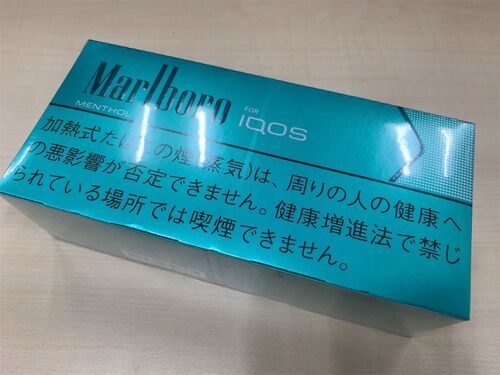 Marlboro
MENTHOL FOR IQOS
加熱式たばこの煙(蒸気)は、周りの人の健康へ
の悪影響が否定できません。健康増進法で禁じ
られている場所では喫煙できません。